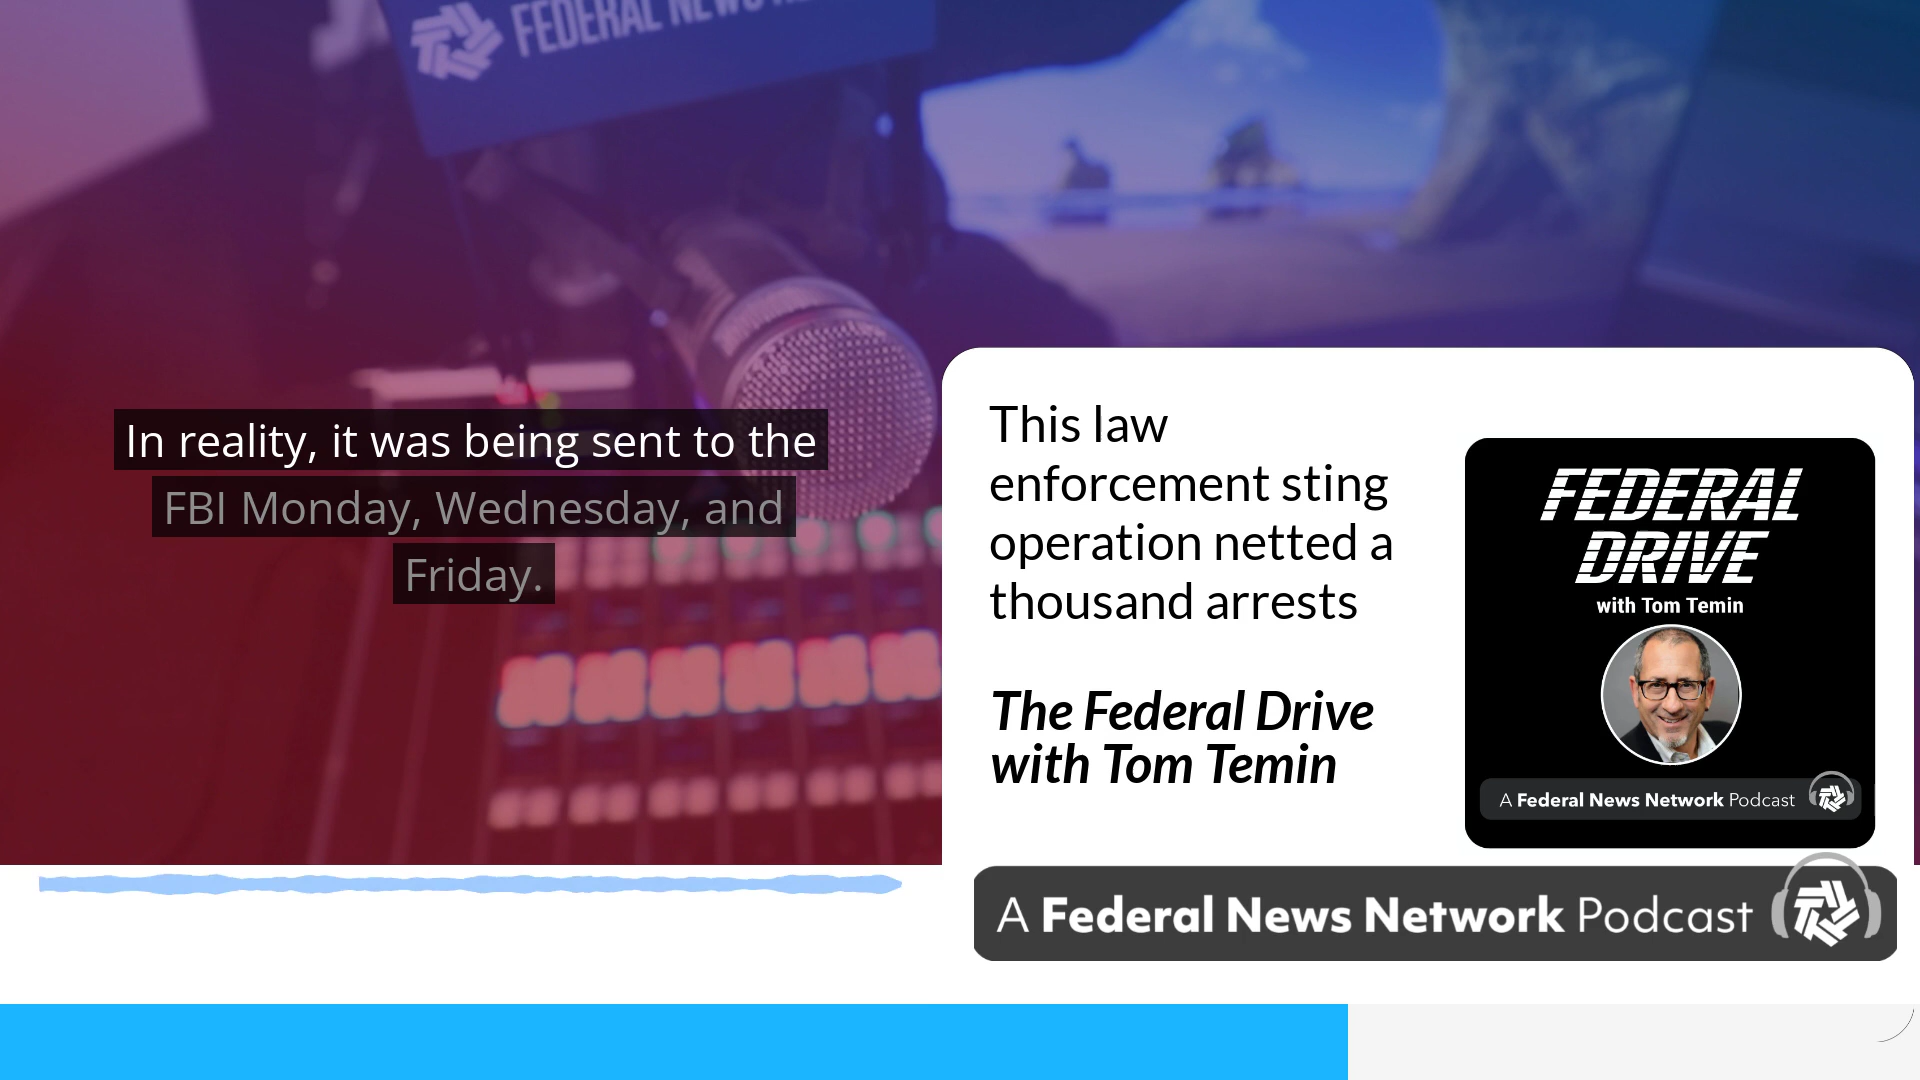 FEDERAL NEWS
In reality, it was being sent to the
FBI Monday, Wednesday, and
Friday.
This law
enforcement sting
operation netted a
thousand arrests
The Federal Drive
with Tom Temin
FEDERAL
DRIVE
with Tom Temin
A Federal News Network Podcast
A Federal News Network Podcast